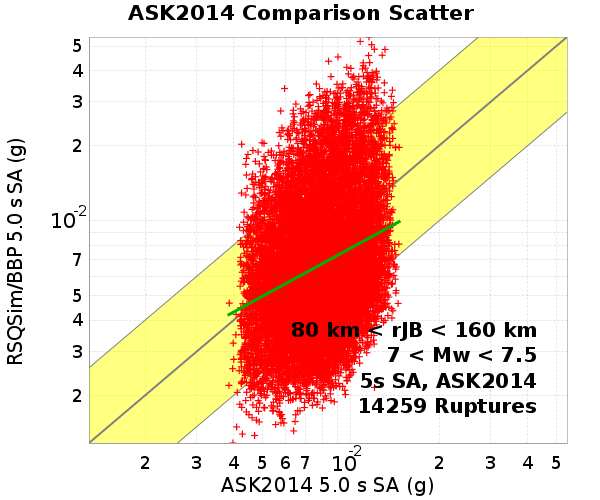 ASK2014 Comparison Scatter
RSQSim/BBP 5.0 s SA (g)
5
4
3
2
10-2
7
5
4
3
2
80 km < rJB < 160 km
7 < Mw < 7.5
5s SA, ASK2014
14259 Ruptures
2 3 4 5 6 7 10-2 2 3 4 5
ASK2014 5.0 s SA (g)